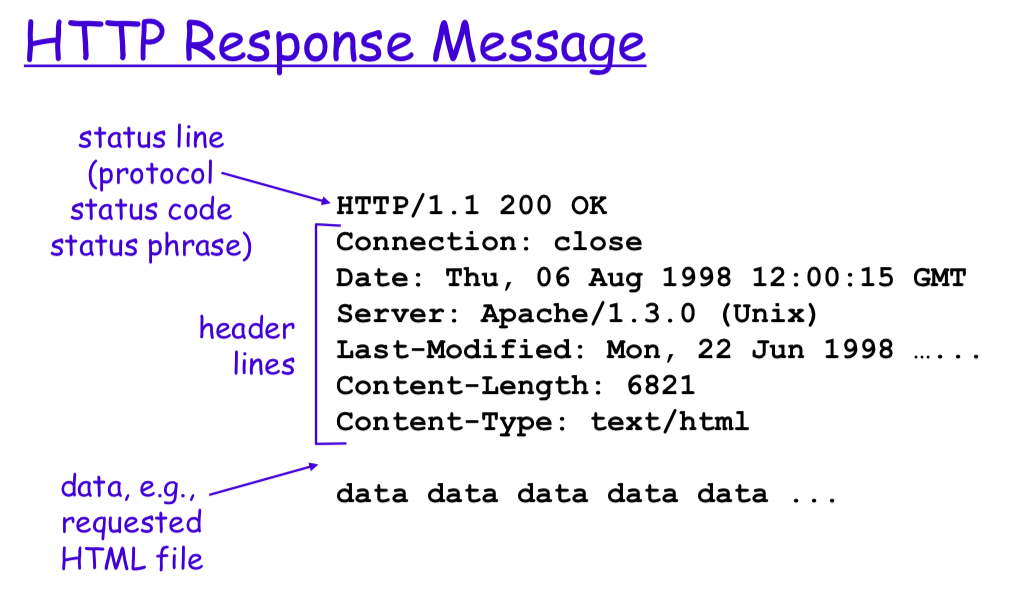 HTTP Response Message
status line
(protocol
status code
status phrase)
HTTP/1.1 200 OK
Connection: close
Date: Thu, 06 Aug 1998 12:00:15 GMT
Server: Apache/1.3.0 (Unix)
Last-Modified: Mon, 22 Jun 1998 …...
Content-Length: 6821
Content-Type: text/html
header
lines
data, e.g.,
requested
HTML file
data data data data data ...